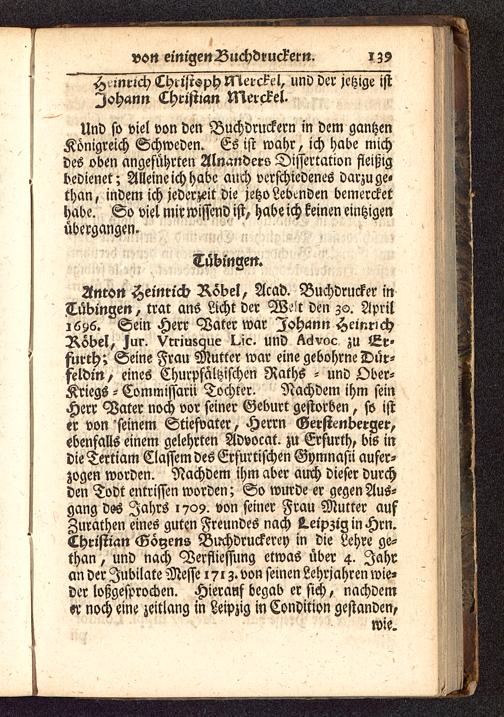 von einigen Buchdruckern. 139
Heinrich Christoph Merckel, und der jetzige ist
Johann Christian Merckel.
Und so viel von den Buchdruckern in dem gantzen
Königreich Schweden. Es ist wahr, ich habe mich
des oben angeführten Alnanders Dissertation fleißig
bedienet; Alleine ich habe auch verschiedenes darzu ge-
than, indem ich jederzeit die jetzo Lebenden bemercket
habe. So viel mir wissend ist, habe ich keinen eintzigen
übergangen.
Tübingen.
Anton Heinrich Röbel, Acad. Buchdrucker in
Tübingen, trat ans Licht der Welt den 30. April
1696. Sein Herr Vater war Johann Heinrich
Röbel, Jur. Vtriusque Lic. und Advoc. zu Er-
furth; Seine Frau Mutter war eine gebohrne Dür-
feldin, eines Churpfältzischen Raths- und Ober-
Kriegs-Commissarii Tochter. Nachdem ihm sein
Herr Vater noch vor seiner Geburt gestorben, so ist
er von seinem Stiefvater, Herrn Gerstenberger,
ebenfalls einem gelehrten Advocat. zu Erfurth, bis in
die Tertiam Classem des Erfurtischen Gymnasii aufer-
zogen worden. Nachdem ihm aber auch dieser durch
den Todt entrissen worden; So wurde er gegen Aus-
gang des Jahrs 1709. von seiner Frau Mutter auf
Zurathen eines guten Freundes nach Leipzig in Hrn.
Christian Götzens Buchdruckerey in die Lehre ge-
than, und nach Verfliessung etwas über 4. Jahr
an der Jubilate Messe 1713. von seinen Lehrjahren wie-
der loßgesprochen. Hierauf begab er sich, nachdem
er noch eine zeitlang in Leipzig in Condition gestanden,
wie-